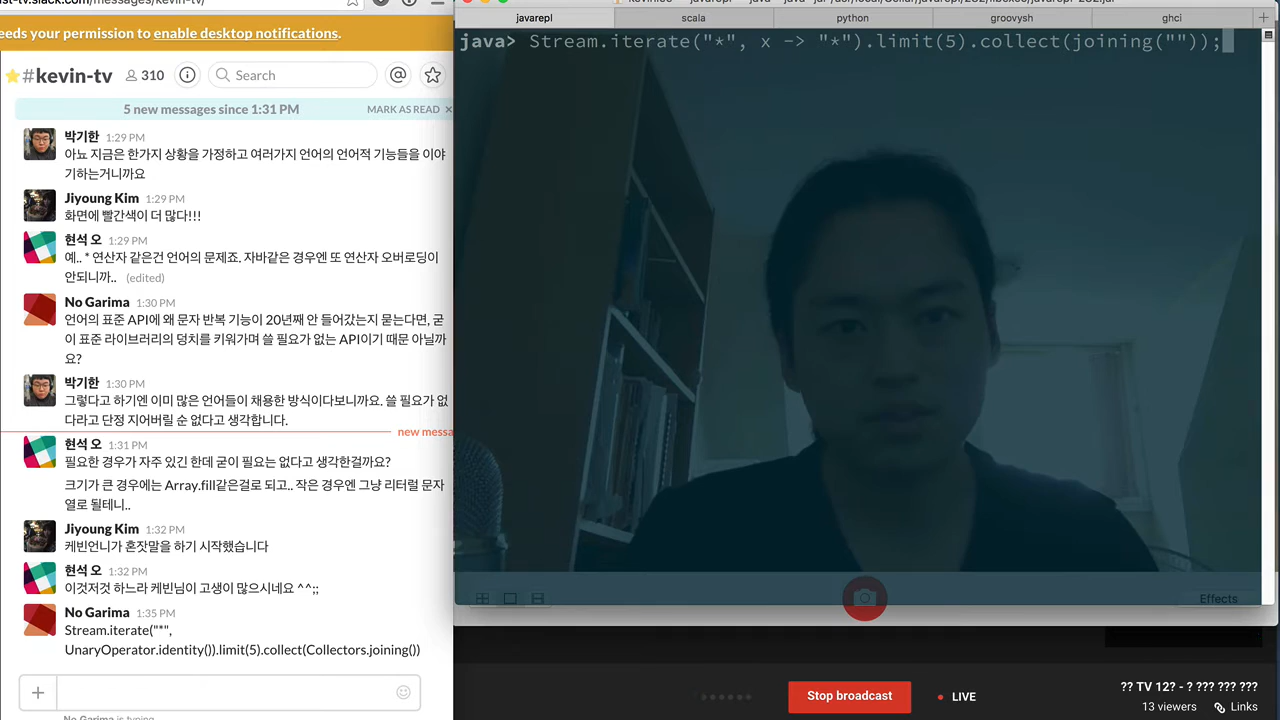 ist-tv.slack.com/messages/kevin-tv/
eeds your permission to enable desktop notifications.
#kevin-tv
310
Search
5 new messages since 1:31 PM
MARK AS READ
박기한 1:29 PM
아뇨 지금은 한가지 상황을 가정하고 여러가지 언어의 언어적 기능들을 이야
기하는거니까요
Jiyoung Kim 1:29 PM
화면에 빨간색이 더 많다!!!
현석 오 1:29 PM
예.. * 연산자 같은건 언어의 문제죠. 자바같은 경우엔 또 연산자 오버로딩이
안되니까.. (edited)
No Garima 1:30 PM
언어의 표준 API에 왜 문자 반복 기능이 20년째 안 들어갔는지 묻는다면, 굳
이 표준 라이브러리의 덩치를 키워가며 쓸 필요가 없는 API이기 때문 아닐까
요?
박기한 1:30 PM
그렇다고 하기엔 이미 많은 언어들이 채용한 방식이다보니까요. 쓸 필요가 없
다라고 단정 지어버릴 순 없다고 생각합니다.
new messa
현석 오 1:31 PM
필요한 경우가 자주 있긴 한데 굳이 필요는 없다고 생각한걸까요?
크기가 큰 경우에는 Array.fill같은걸로 되고.. 작은 경우엔 그냥 리터럴 문자
열로 될테니..
Jiyoung Kim 1:32 PM
케빈언니가 혼잣말을 하기 시작했습니다
현석 오 1:32 PM
이것저것 하느라 케빈님이 고생이 많으시네요 ^^;;
No Garima 1:35 PM
Stream.iterate("*",
UnaryOperator.identity()).limit(5).collect(Collectors.joining())
No Garima is typing
javarepl
scala
python
groovysh
ghci
java> Stream.iterate("*", x -> "*").limit(5).collect(joining(""));
Effects
Stop broadcast
LIVE
?? TV 12? - ? ??? ??? ???
13 viewers
Links